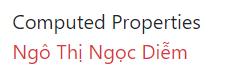 Computed Properties
Ngô Thị Ngọc Diễm